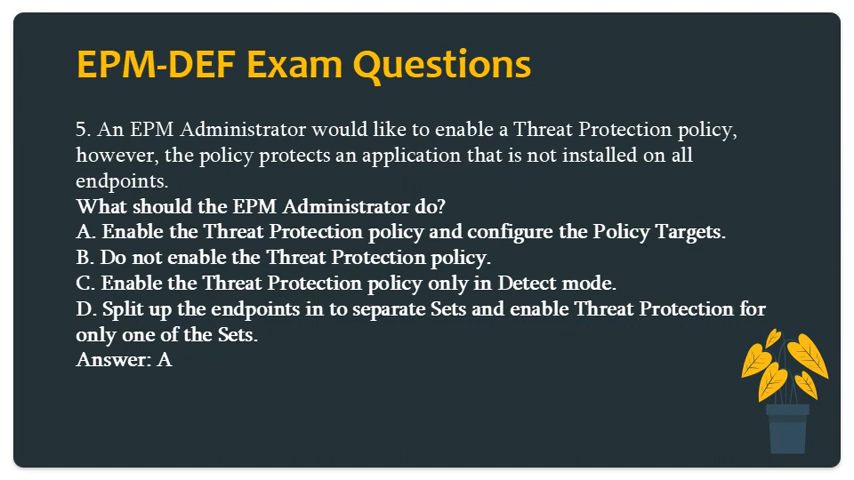 EPM-DEF Exam Questions
5. An EPM Administrator would like to enable a Threat Protection policy,
however, the policy protects an application that is not installed on all
endpoints.
What should the EPM Administrator do?
A. Enable the Threat Protection policy and configure the Policy Targets.
B. Do not enable the Threat Protection policy.
C. Enable the Threat Protection policy only in Detect mode.
D. Split up the endpoints in to separate Sets and enable Threat Protection for
only one of the Sets.
Answer: A